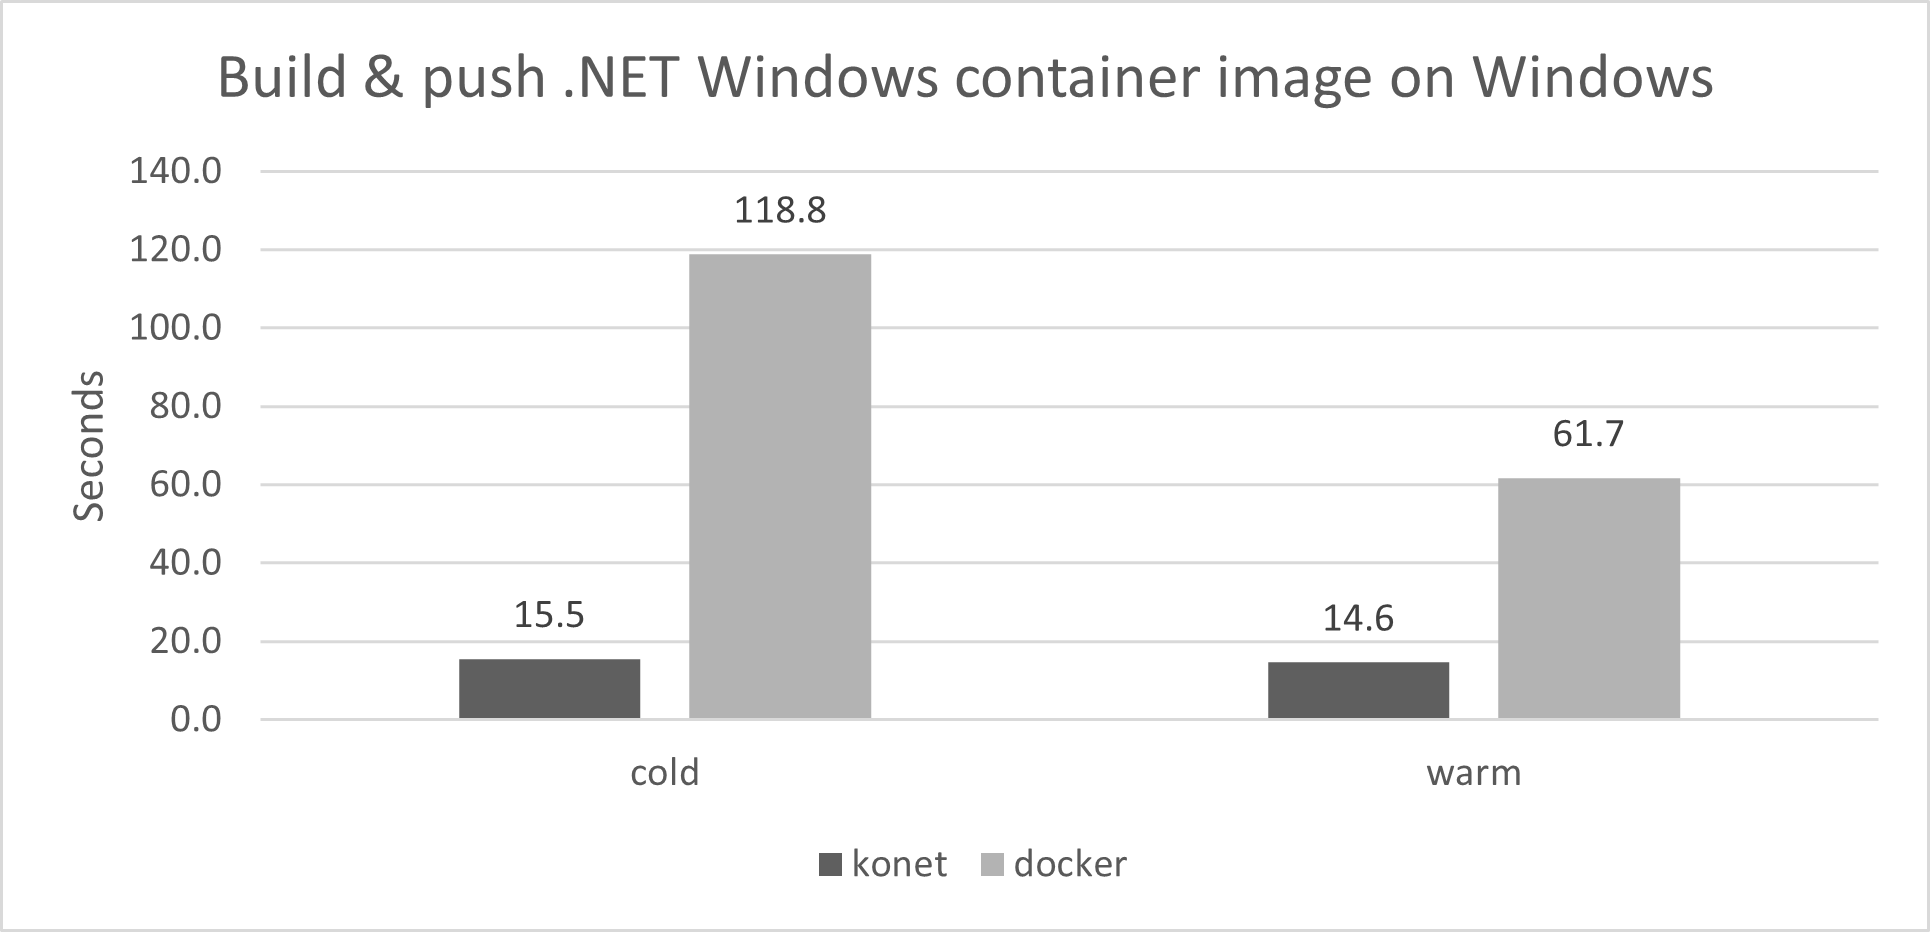 Build & push .NET Windows container image on Windows
140.0
120.0
100.0
80.0
60.0
40.0
20.0
0.0
Seconds
118.8
61.7
15.5
14.6
cold
warm
konet
docker